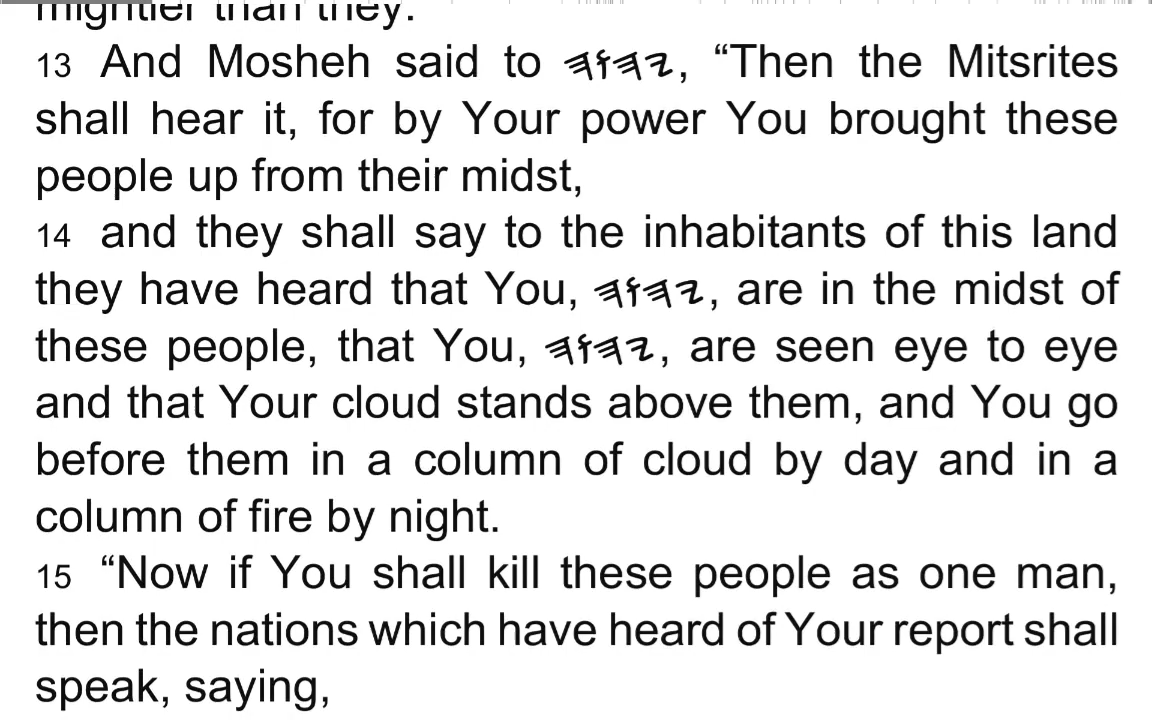 mightier than they.
13 And Mosheh said to 𐤉𐤄𐤅𐤄, “Then the Mitsrites
shall hear it, for by Your power You brought these
people up from their midst,
14 and they shall say to the inhabitants of this land
they have heard that You, 𐤉𐤄𐤅𐤄, are in the midst of
these people, that You, 𐤉𐤄𐤅𐤄, are seen eye to eye
and that Your cloud stands above them, and You go
before them in a column of cloud by day and in a
column of fire by night.
15 “Now if You shall kill these people as one man,
then the nations which have heard of Your report shall
speak, saying,